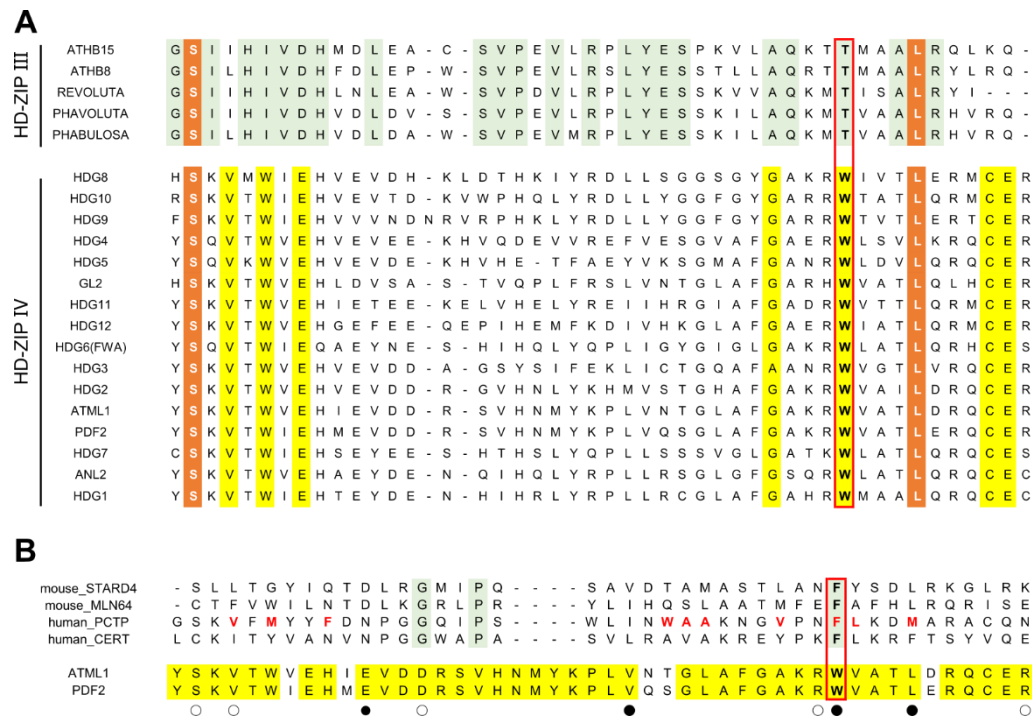 A
HD-ZIP III
ATHB15 G S I I H I V D H M D L E A - C - S V P E V L R P L Y E S P K V L A Q K T T M A A L R Q L K Q -
ATHB8 G S I L H I V D H F D L E P - W - S V P E V L R S L Y E S S T L L A Q R T T M A A L R Y L R Q -
REVOLUTA G S I I H I V D H L N L E A - W - S V P D V L R P L Y E S S K V V A Q K M T I S A L R Y I - - -
PHAVOLUTA G S I L H I V D H V D L D V - S - S V P E V L R P L Y E S S K I L A Q K M T V A A L R H V R Q -
PHABULOSA G S I L H I V D H V D L D A - W - S V P E V M R P L Y E S S K I L A Q K M T V A A L R H V R Q -
HD-ZIP IV
HDG8 H S K V M W I E H V E V D H - K - L D T H K I Y R D L L S G G S G Y G A K R W I V T L E R M C E R
HDG10 R S K V T W I E H V E V T D - K - V W P H Q L Y R D L L Y G G F G Y G A R R W T A T L Q R M C E R
HDG9 F S K V T W I E H V V V N D N R V R P H K L Y R D L L Y G G F G Y G A R R W T V T L E R T C E R
HDG4 Y S Q V T W V E H V E V E E - K H V Q D E V V R E F V E S G V A F G A E R W L S V L K R Q C E R
HDG5 Y S Q V K W V E H V E V D E - K H V H E - T F A E Y V K S G M A F G A N R W L D V L Q R Q C E R
GL2 H S K V T W V E H L D V S A - S - T V Q P L F R S L V N T G L A F G A R H W V A T L Q L H C E R
HDG11 Y S K V T W I E H I E T E E - K E L V H E L Y R E I I H R G I A F G A D R W V T T L Q R M C E R
HDG12 Y S K V T W I E H G E F E E - Q E P I H E M F K D I V H K G L A F G A E R W I A T L Q R M C E R
HDG6(FWA) Y S Q V T W I E Q A E Y N E - S - H I H Q L Y Q P L I G Y G I G L G A K R W L A T L Q R H C E S
HDG3 Y S K V T W I E H V E V D D - A - G S Y S I F E K L I C T G Q A F A A N R W V G T L V R Q C E R
HDG2 Y S K V T W V E H V E V D D - R - G V H N L Y K H M V S T G H A F G A K R W V A I L D R Q C E R
ATML1 Y S K V T W I E H I E V D D - R - S V H N M Y K P L V N T G L A F G A K R W V A T L D R Q C E R
PDF2 Y S K V T W I E H M E V D D - R - S V H N M Y K P L V Q S G L A F G A K R W V A T L E R Q C E R
HDG7 C S K V T W I E H S E Y E E - S - H T H S L Y Q P L L S S S V G L G A T K W L A T L Q R Q C E S
ANL2 Y S K V T W V E H A E Y D E - N - Q I H Q L Y R P L L R S G L G F G S Q R W L A T L Q R Q C E C
HDG1 Y S K V T W I E H T E Y D E - N - H I H R L Y R P L L R C G L A F G A H R W M A A L Q R Q C E C
B
mouse_STARD4 - S L L T G Y I Q T D L R G M I P Q - - - - S A V D T A M A S T L A N F Y S D L R K G L R K
mouse_MLN64 - C T F V W I L N T D L K G R L P R - - - - Y L I H Q S L A A T M F E F A F H L R Q R I S E
human_PCTP G S K V F M Y Y F D N P G G Q I P S - - - - W L I N W A A K N G V P N F L K D M A R A C Q N
human_CERT L C K I T Y V A N V N P G G W A P A - - - - S V L R A V A K R E Y P K F L K R F T S Y V Q E
ATML1 Y S K V T W V E H I E V D D R S V H N M Y K P L V N T G L A F G A K R W V A T L D R Q C E R
PDF2 Y S K V T W I E H M E V D D R S V H N M Y K P L V Q S G L A F G A K R W V A T L E R Q C E R